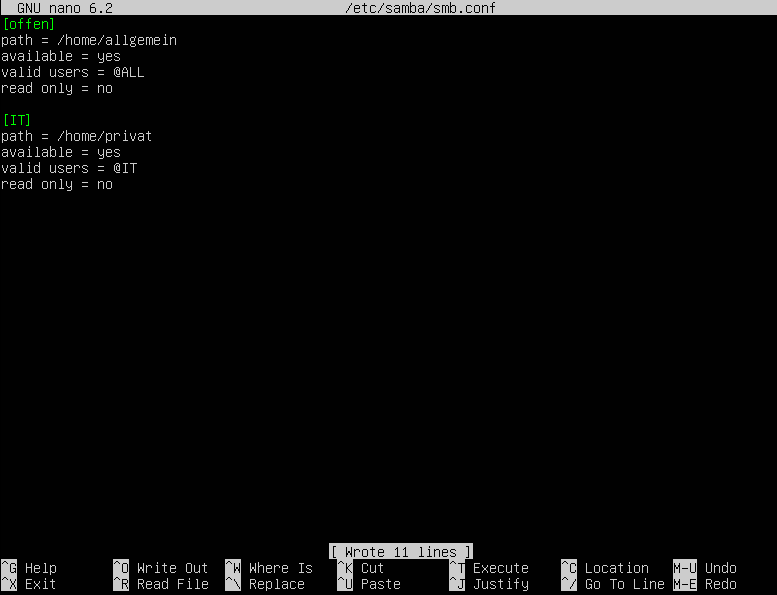 GNU nano 6.2 /etc/samba/smb.conf
[offen]
path = /home/allgemein
available = yes
valid users = @ALL
read only = no
[IT]
path = /home/privat
available = yes
valid users = @IT
read only = no
[ Wrote 11 lines ]
^G Help ^O Write Out ^W Where Is ^K Cut ^T Execute ^C Location M-U Undo
^X Exit ^R Read File ^\ Replace ^U Paste ^J Justify ^/ Go To Line M-E Redo